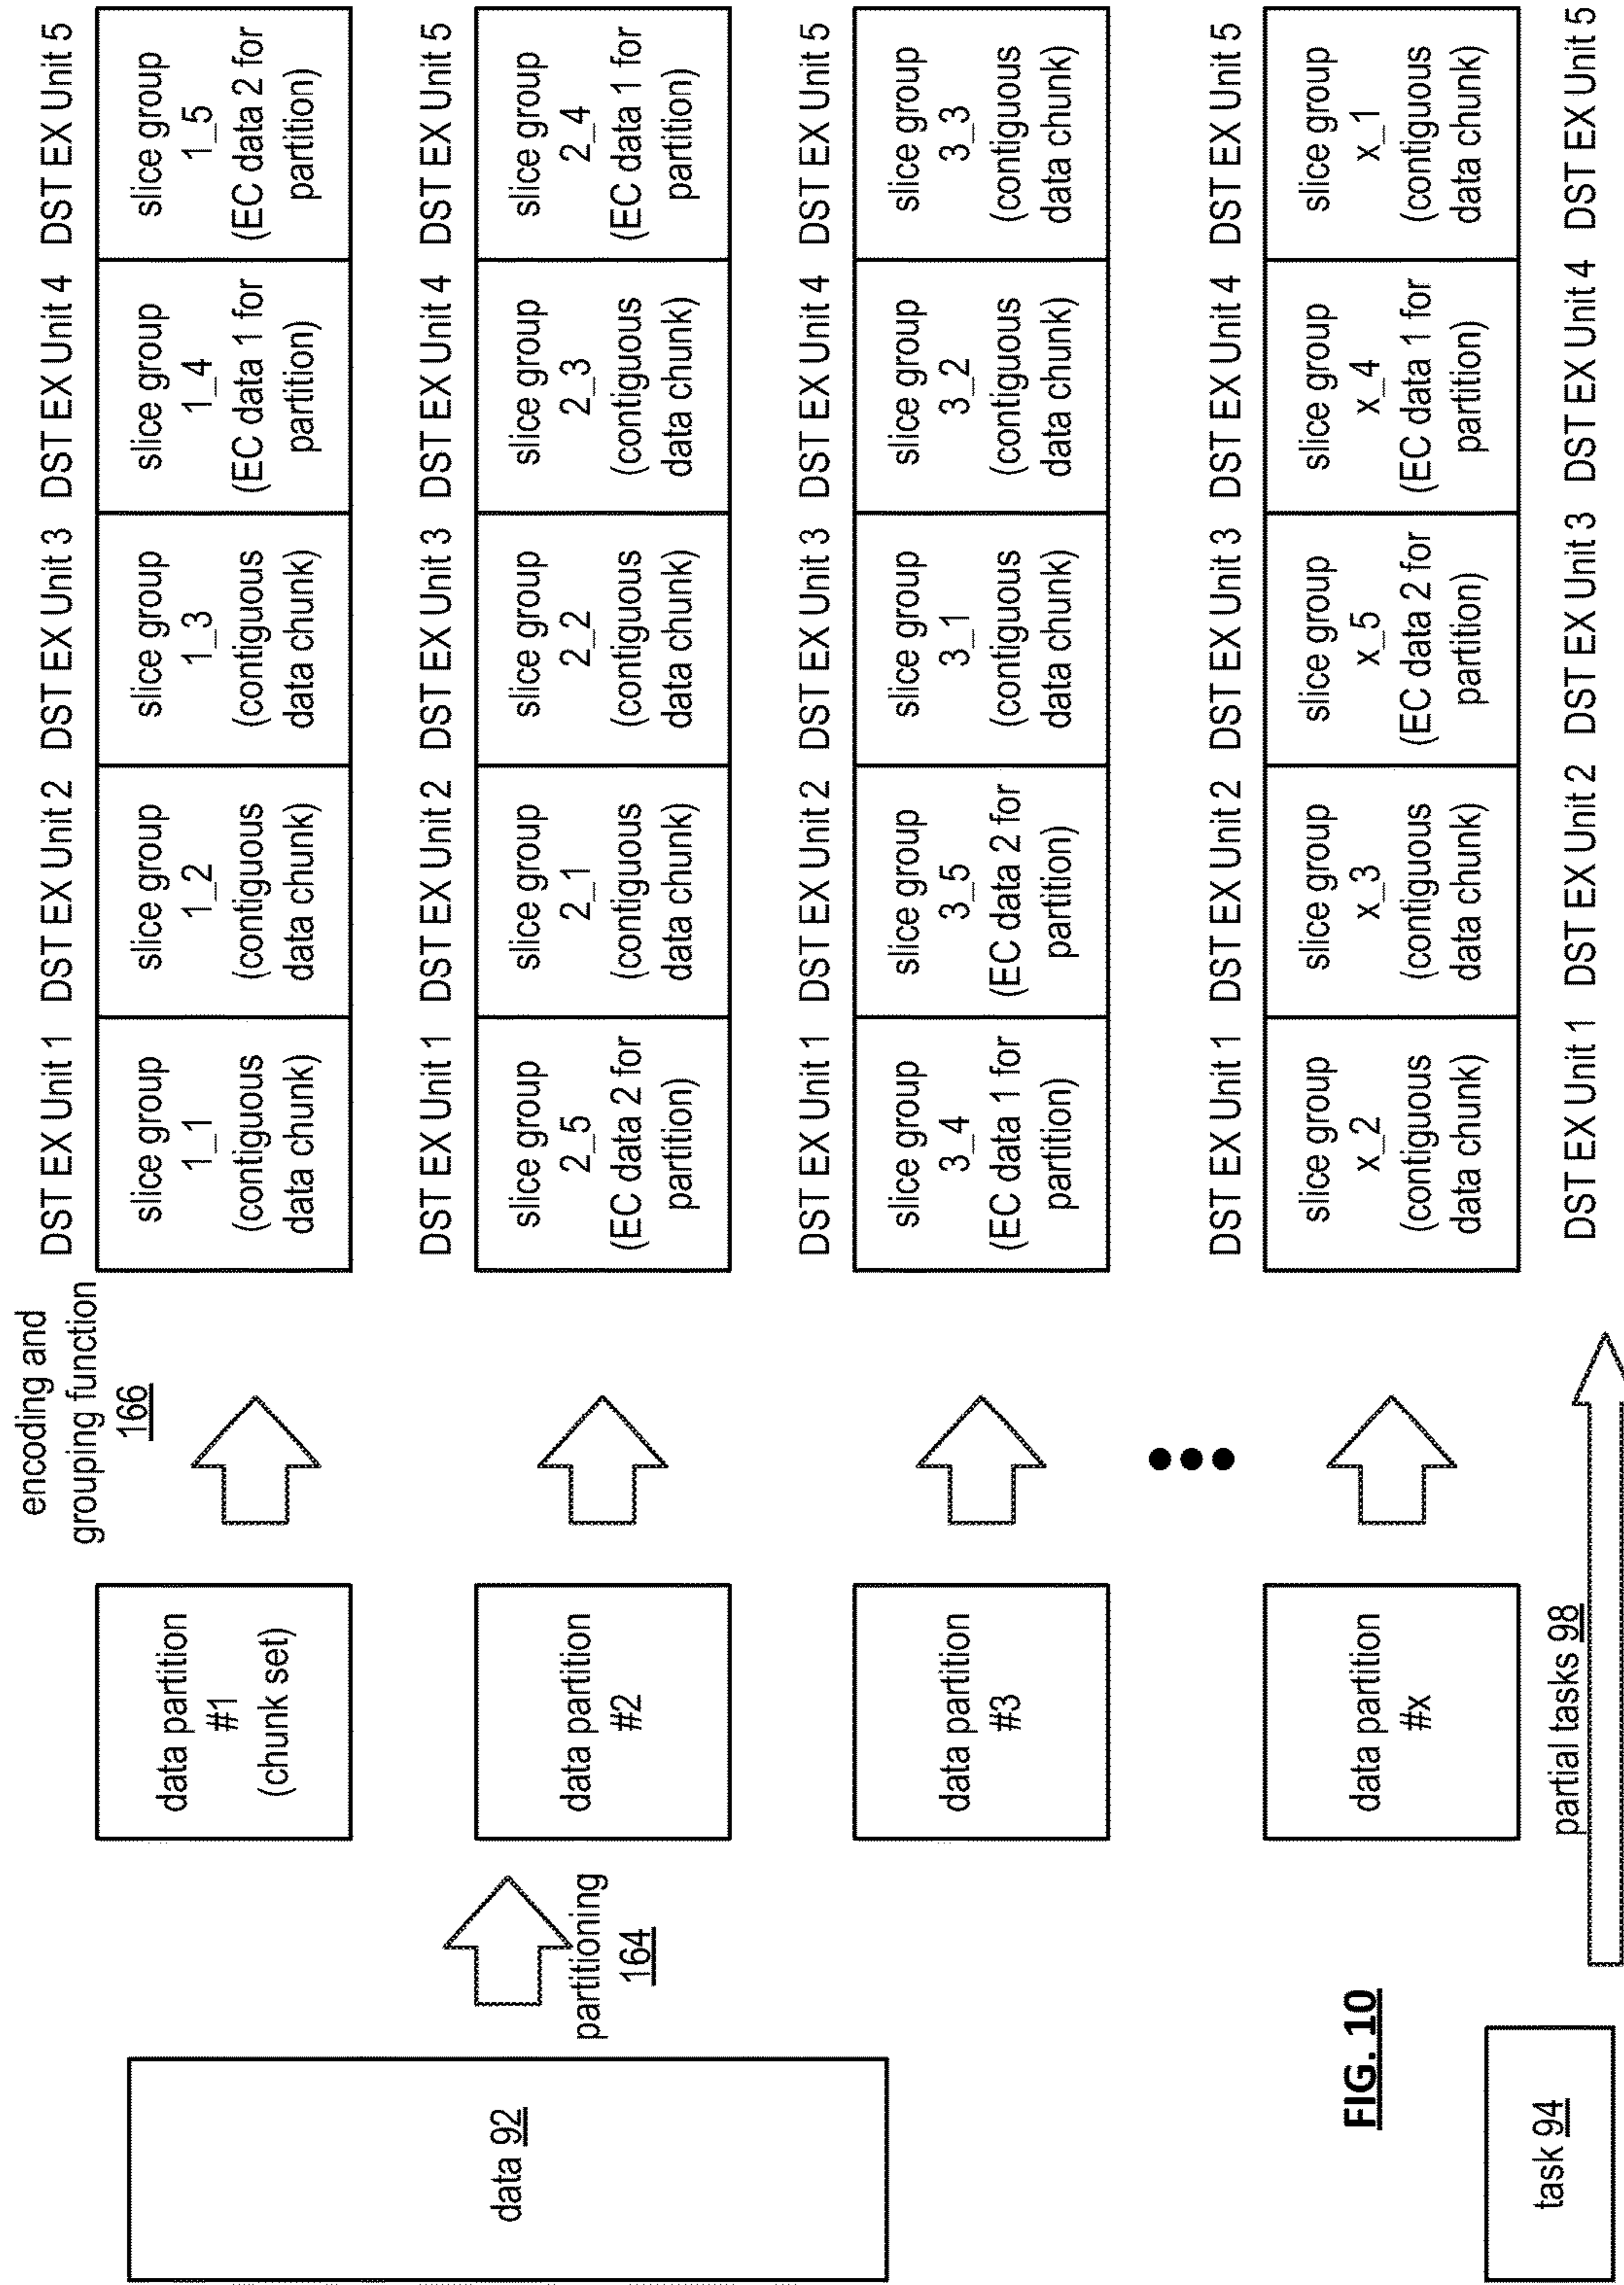 data 92
partitioning
164
data partition
#1
(chunk set)
data partition
#2
data partition
#3
data partition
#x
encoding and
grouping function
166
DST EX Unit 1
DST EX Unit 2
DST EX Unit 3
DST EX Unit 4
DST EX Unit 5
slice group
1_1
(contiguous
data chunk)
slice group
1_2
(contiguous
data chunk)
slice group
1_3
(contiguous
data chunk)
slice group
1_4
(EC data 1 for
partition)
slice group
1_5
(EC data 2 for
partition)
DST EX Unit 1
DST EX Unit 2
DST EX Unit 3
DST EX Unit 4
DST EX Unit 5
slice group
2_5
(EC data 2 for
partition)
slice group
2_1
(contiguous
data chunk)
slice group
2_2
(contiguous
data chunk)
slice group
2_3
(contiguous
data chunk)
slice group
2_4
(EC data 1 for
partition)
DST EX Unit 1
DST EX Unit 2
DST EX Unit 3
DST EX Unit 4
DST EX Unit 5
slice group
3_4
(EC data 1 for
partition)
slice group
3_5
(EC data 2 for
partition)
slice group
3_1
(contiguous
data chunk)
slice group
3_2
(contiguous
data chunk)
slice group
3_3
(contiguous
data chunk)
DST EX Unit 1
DST EX Unit 2
DST EX Unit 3
DST EX Unit 4
DST EX Unit 5
slice group
x_2
(contiguous
data chunk)
slice group
x_3
(contiguous
data chunk)
slice group
x_5
(EC data 2 for
partition)
slice group
x_4
(EC data 1 for
partition)
slice group
x_1
(contiguous
data chunk)
FIG. 10
task 94
partial tasks 98
DST EX Unit 1
DST EX Unit 2
DST EX Unit 3
DST EX Unit 4
DST EX Unit 5